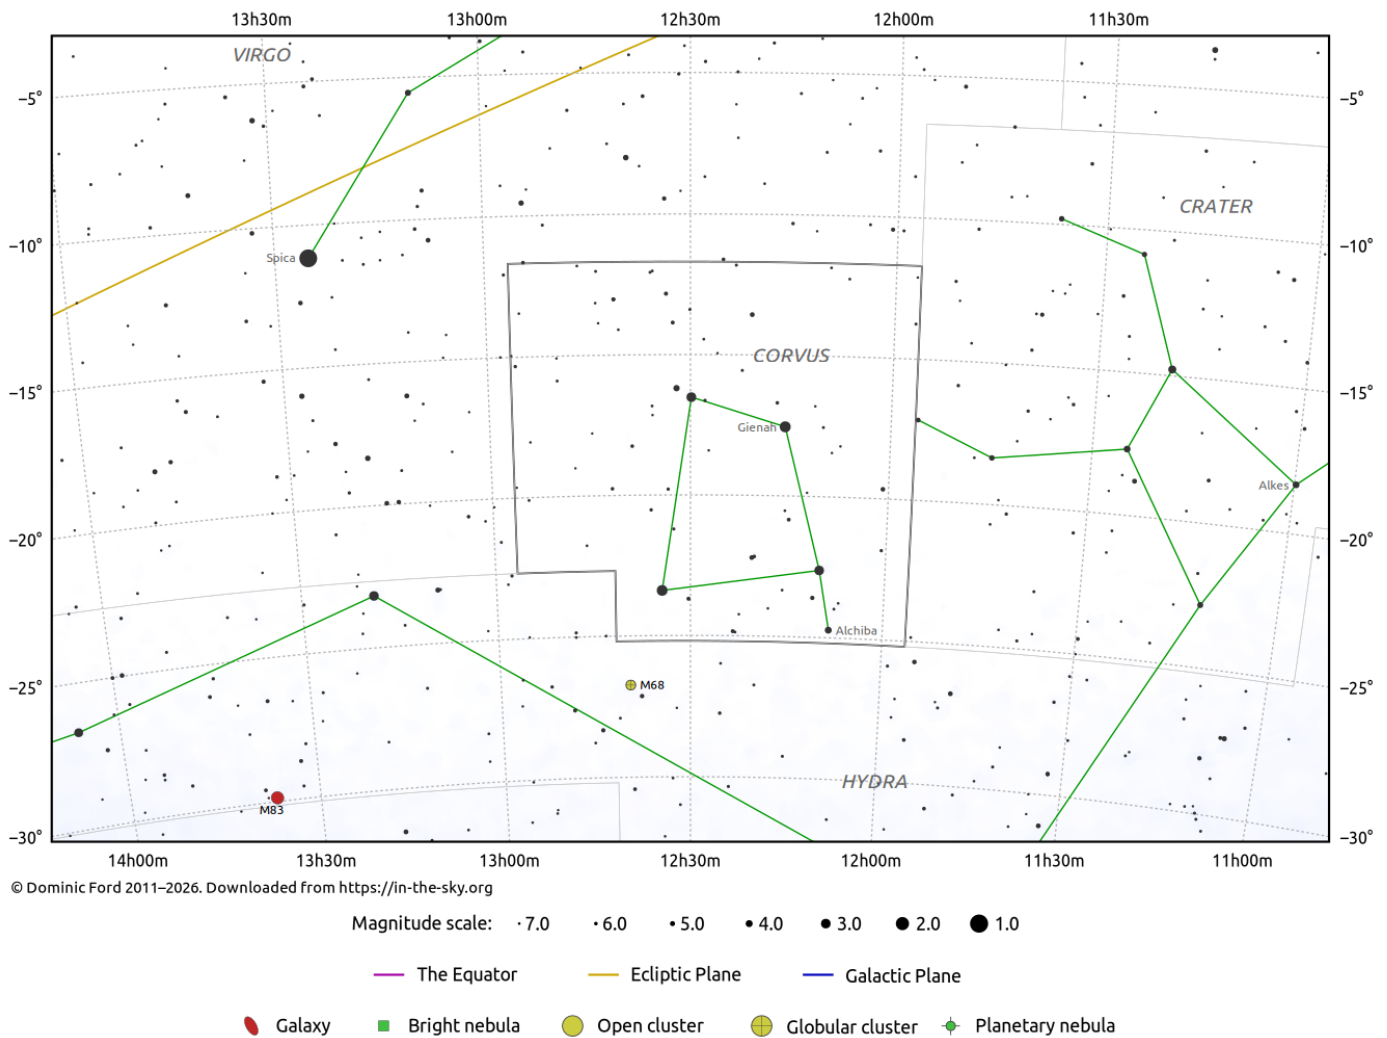 13h30m 13h00m 12h30m 12h00m 11h30m
VIRGO
−5° −5°
CRATER
−10° −10°
Spica
CORVUS
−15° −15°
Gienah
Alkes
−20° −20°
Alchiba
−25° M68 −25°
HYDRA
M83
−30° −30°
14h00m 13h30m 13h00m 12h30m 12h00m 11h30m 11h00m
© Dominic Ford 2011–2026. Downloaded from https://in-the-sky.org
Magnitude scale: 7.0 6.0 5.0 4.0 3.0 2.0 1.0
The Equator Ecliptic Plane Galactic Plane
Galaxy Bright nebula Open cluster Globular cluster Planetary nebula